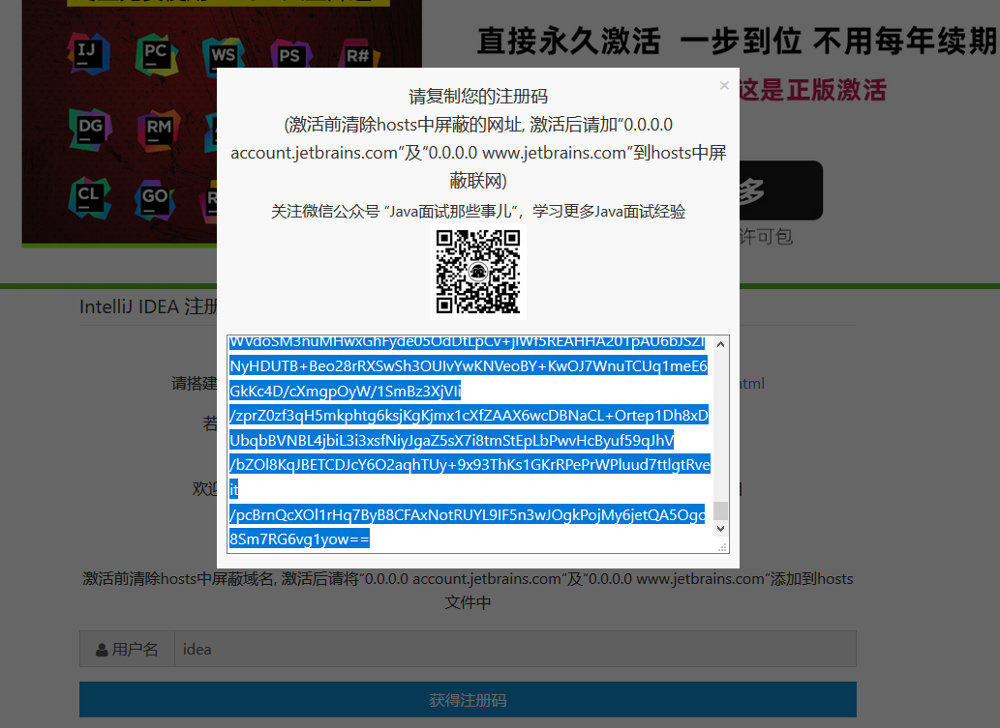 IJ
PC
WS
PS
R#
DG
RM
CL
GO
直接永久激活 一步到位 不用每年续期
这是正版激活
多
许可包
×
请复制您的注册码
(激活前清除hosts中屏蔽的网址, 激活后请加“0.0.0.0
account.jetbrains.com”及“0.0.0.0 www.jetbrains.com”到hosts中屏
蔽联网)
关注微信公众号 “Java面试那些事儿”，学习更多Java面试经验
WVdoSM3nuMHwxGhFyde05OdDtLpCv+jIWf5REAHHA201pAU6bJSZI
NyHDUTB+Beo28rRXSwSh3OUIvYwKNVeoBY+KwOJ7WnuTCUq1meE6
GkKc4D/cXmgpOyW/1SmBz3XjVIi
/zprZ0zf3qH5mkphtg6ksjKgKjmx1cXfZAAX6wcDBNaCL+Ortep1Dh8xD
UbqbBVNBL4jbiL3i3xsfNiyJgaZ5sX7i8tmStEpLbPwvHcByuf59qJhV
/bZOl8KqJBETCDJcY6O2aqhTUy+9x93ThKs1GKrRPePrWPluud7ttlgtRve
it
/pcBrnQcXOl1rHq7ByB8CFAxNotRUYL9IF5n3wJOgkPojMy6jetQA5Ogc
8Sm7RG6vg1yow==
IntelliJ IDEA 注册
请搭建
html
若
欢迎
激活前清除hosts中屏蔽域名, 激活后请将“0.0.0.0 account.jetbrains.com”及“0.0.0.0 www.jetbrains.com”添加到hosts
文件中
用户名
idea
获得注册码